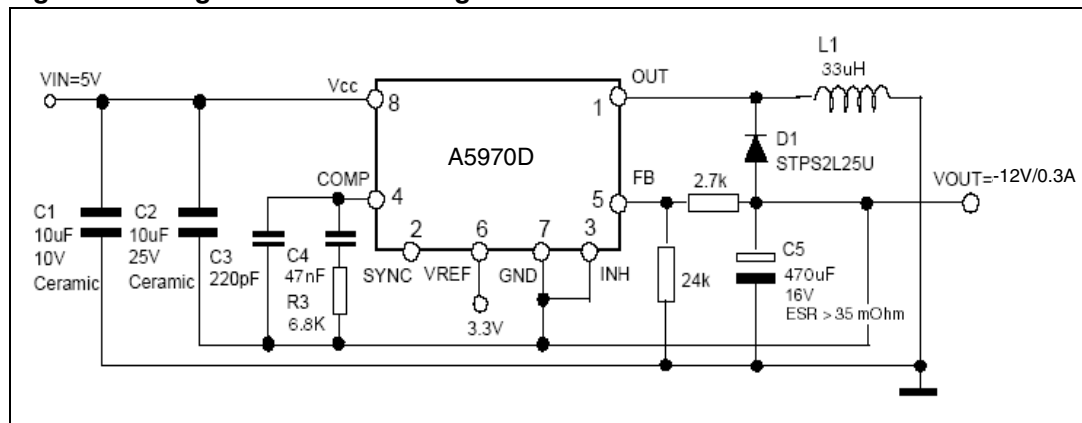 VIN=5V
Vcc
8
OUT
1
L1
33uH
A5970D
D1
STPS2L25U
COMP
4
FB
5
2.7k
VOUT=-12V/0.3A
C1
10uF
10V
Ceramic
C2
10uF
25V
Ceramic
C3
220pF
C4
47nF
R3
6.8K
2
SYNC
6
VREF
3.3V
7
GND
3
INH
24k
C5
470uF
16V
ESR > 35 mOhm